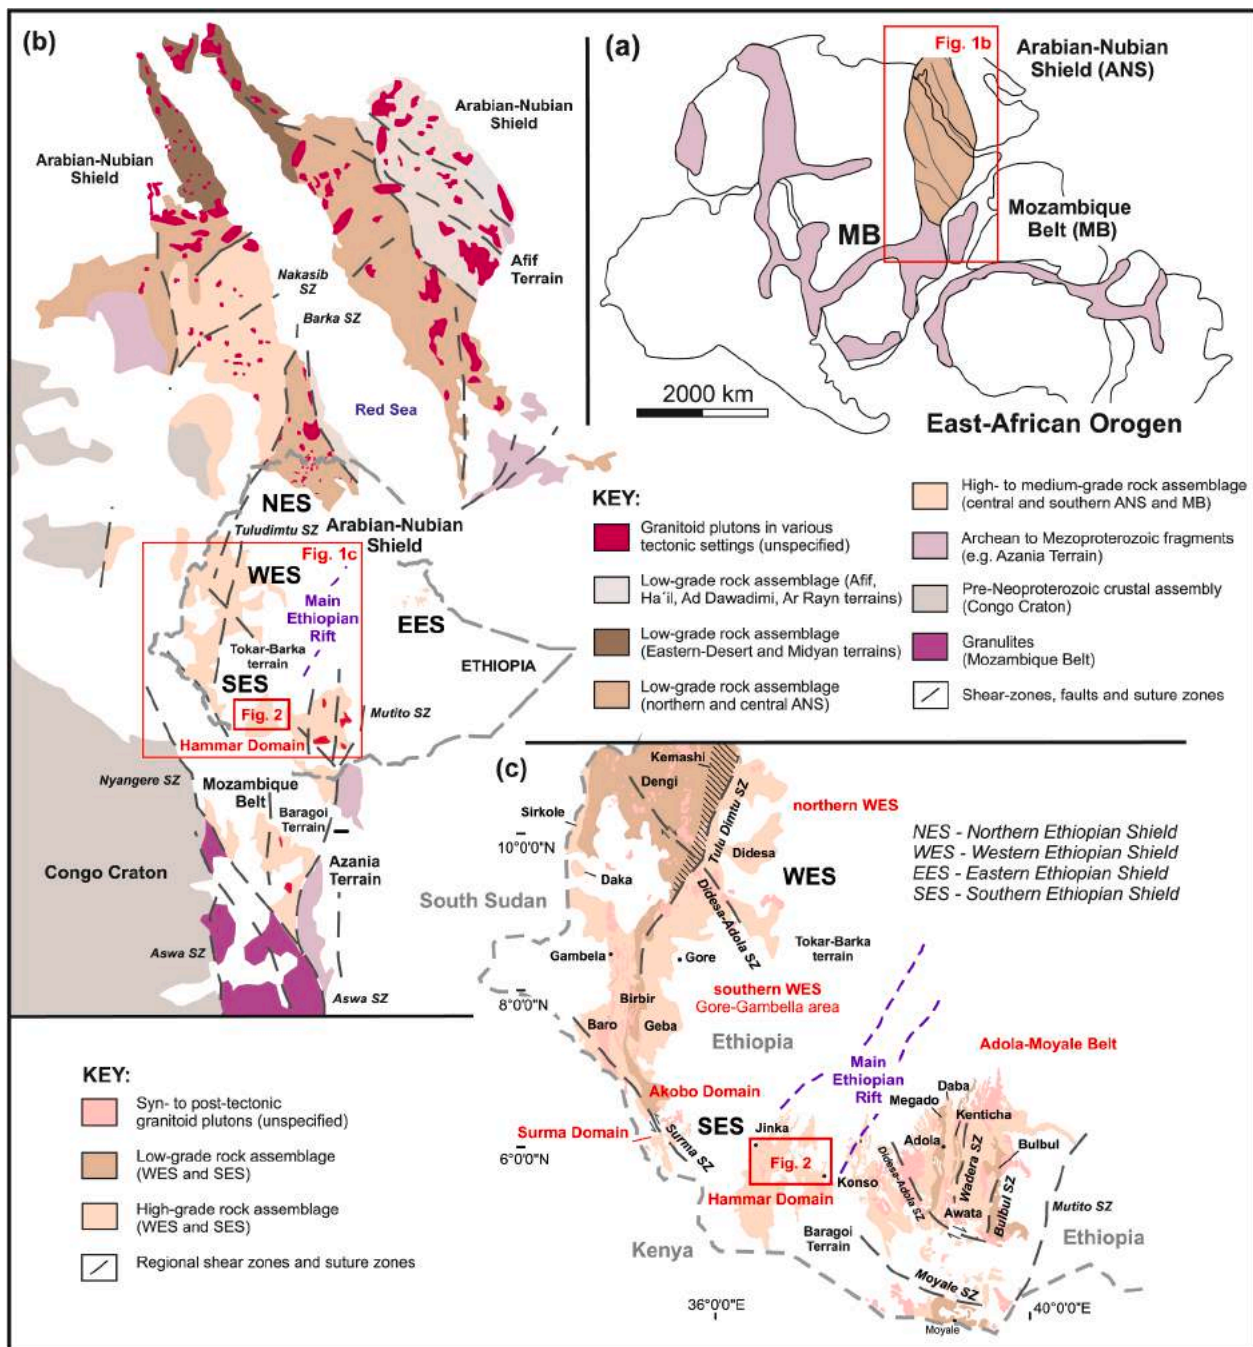 (b)
Arabian-Nubian
Shield
Arabian-Nubian
Shield
Afif
Terrain
Nakasib
SZ
Barka SZ
Red Sea
NES
Tuludimtu SZ
Arabian-Nubian
Shield
Fig. 1c
WES
Main
Ethiopian
Rift
EES
Tokar-Barka
terrain
ETHIOPIA
SES
Fig. 2
Mutito SZ
Hammar Domain
Nyangere SZ
Mozambique
Belt
Baragoi
Terrain
Congo Craton
Azania
Terrain
Aswa SZ
Aswa SZ
(a)
Fig. 1b
Arabian-Nubian
Shield (ANS)
MB
Mozambique
Belt (MB)
2000 km
East-African Orogen
KEY:
Granitoid plutons in various
tectonic settings (unspecified)
Low-grade rock assemblage (Afif,
Ha´il, Ad Dawadimi, Ar Rayn terrains)
Low-grade rock assemblage
(Eastern-Desert and Midyan terrains)
Low-grade rock assemblage
(northern and central ANS)
High- to medium-grade rock assemblage
(central and southern ANS and MB)
Archean to Mezoproterozoic fragments
(e.g. Azania Terrain)
Pre-Neoproterozoic crustal assembly
(Congo Craton)
Granulites
(Mozambique Belt)
Shear-zones, faults and suture zones
(c)
Kemashi
Dengi
Sirkole
Tulu Dimtu SZ
northern WES
10°0'0"N
Didesa
WES
Daka
South Sudan
Didesa-Adola SZ
Gambela
Gore
Tokar-Barka
terrain
8°0'0"N
southern WES
Gore-Gambella area
Birbir
Baro
Geba
Ethiopia
Akobo Domain
Surma Domain
Surma SZ
6°0'0"N
SES
Jinka
Fig. 2
Konso
Hammar Domain
Main
Ethiopian
Rift
Adola-Moyale Belt
Daba
Megado
Kenticha
Adola
Bulbul
Wadera SZ
Didesa-Adola SZ
Awata
Bulbul SZ
Mutito SZ
Baragoi
Terrain
Ethiopia
Kenya
Moyale SZ
Moyale
36°0'0"E
40°0'0"E
NES - Northern Ethiopian Shield
WES - Western Ethiopian Shield
EES - Eastern Ethiopian Shield
SES - Southern Ethiopian Shield
KEY:
Syn- to post-tectonic
granitoid plutons (unspecified)
Low-grade rock assemblage
(WES and SES)
High-grade rock assemblage
(WES and SES)
Regional shear zones and suture zones